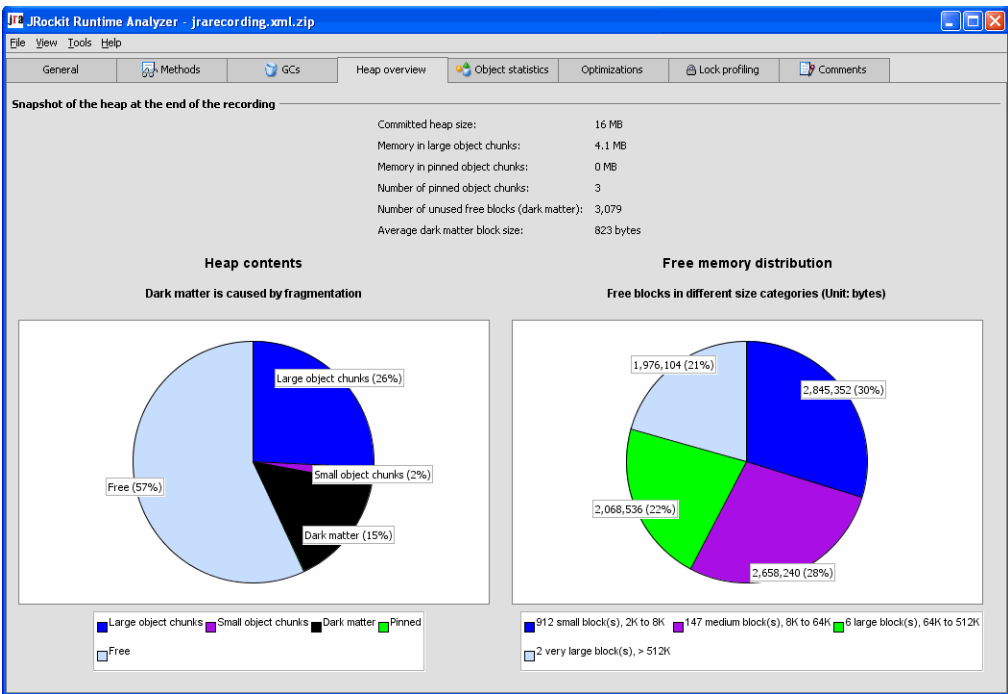 jra JRockit Runtime Analyzer - jrarecording.xml.zip
File View Tools Help
General Methods GCs Heap overview Object statistics Optimizations Lock profiling Comments
Snapshot of the heap at the end of the recording
Committed heap size: 16 MB
Memory in large object chunks: 4.1 MB
Memory in pinned object chunks: 0 MB
Number of pinned object chunks: 3
Number of unused free blocks (dark matter): 3,079
Average dark matter block size: 823 bytes
Heap contents
Dark matter is caused by fragmentation
Large object chunks (26%)
Small object chunks (2%)
Free (57%)
Dark matter (15%)
Large object chunks Small object chunks Dark matter Pinned
Free
Free memory distribution
Free blocks in different size categories (Unit: bytes)
1,976,104 (21%)
2,845,352 (30%)
2,068,536 (22%)
2,658,240 (28%)
912 small block(s), 2K to 8K 147 medium block(s), 8K to 64K 6 large block(s), 64K to 512K
2 very large block(s), > 512K